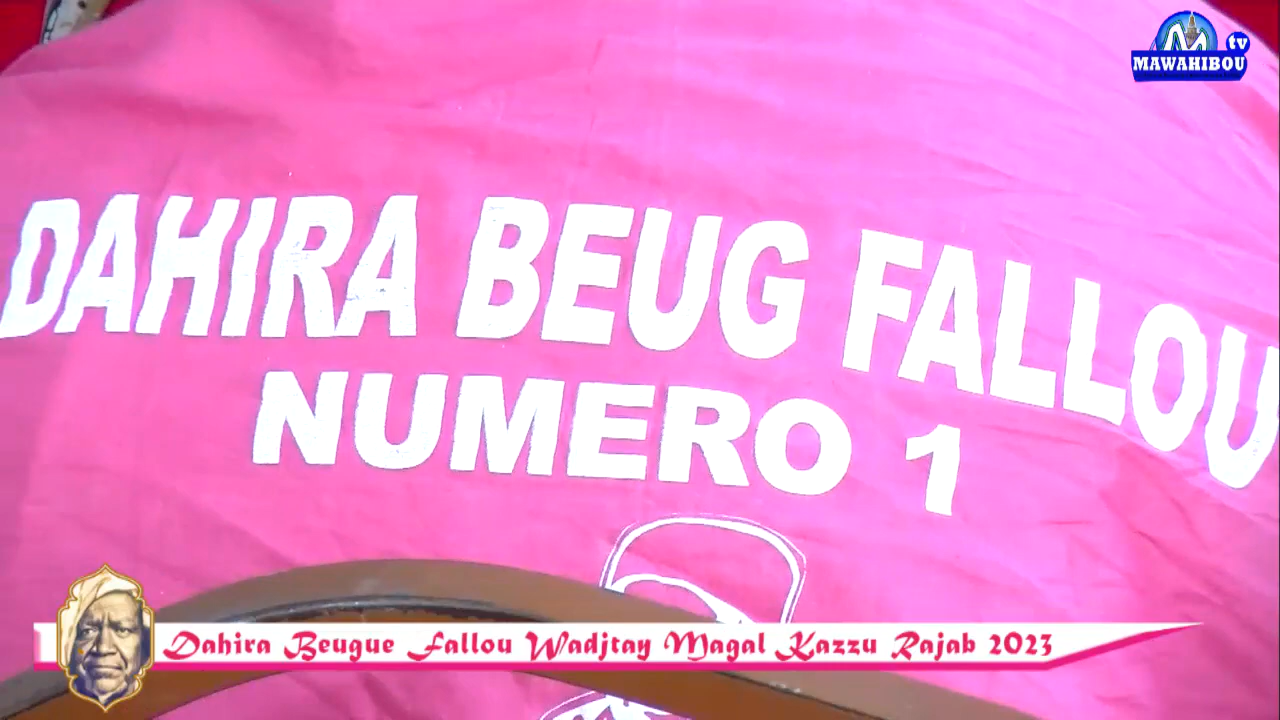 tv
MAWAHIBOU
DAHIRA BEUG FALLOU
NUMERO 1
Dahira Beugue Fallou Wadjtay Magal Kazzu Rajab 2023